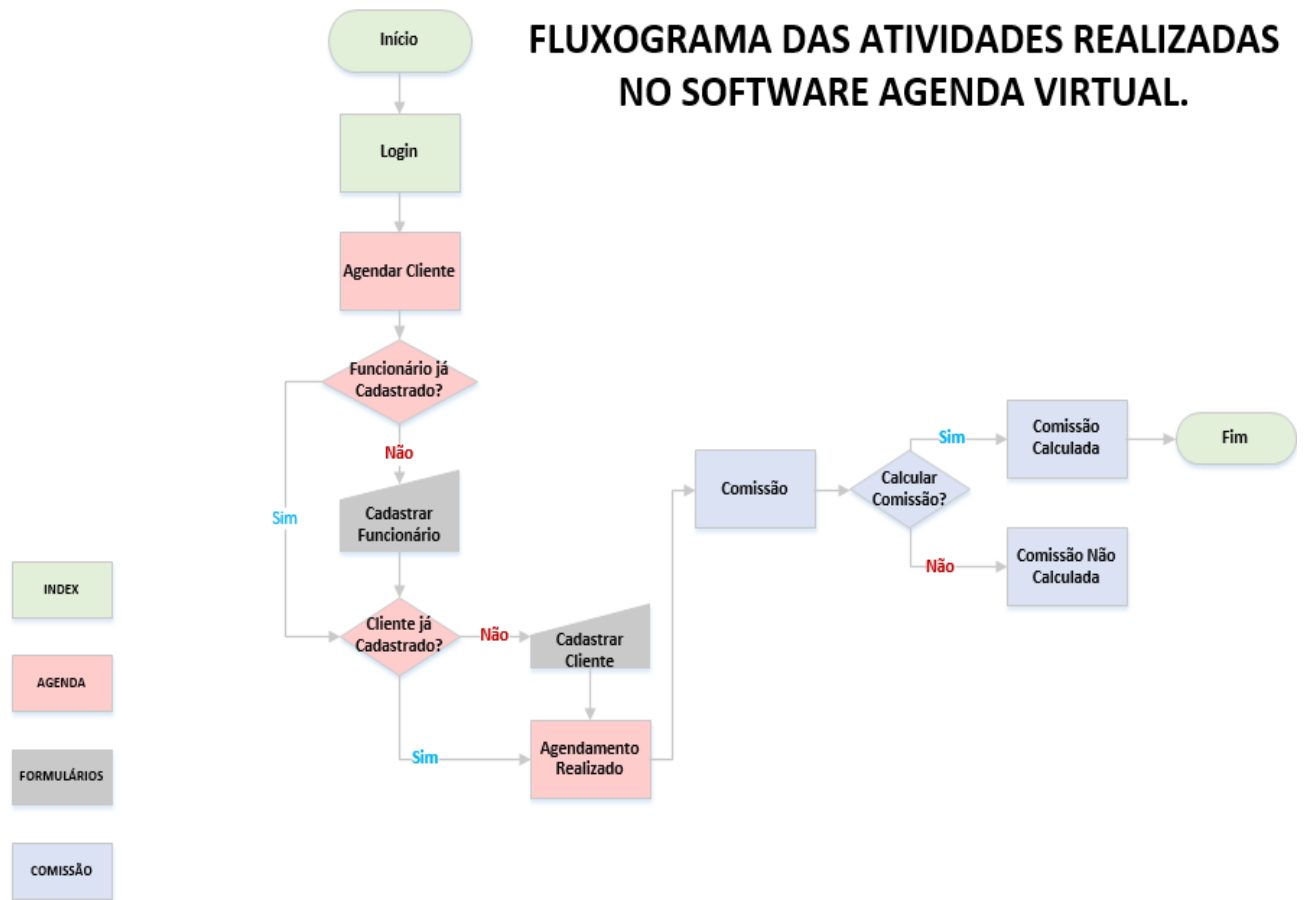 FLUXOGRAMA DAS ATIVIDADES REALIZADAS
NO SOFTWARE AGENDA VIRTUAL.
Início
Login
Agendar Cliente
Funcionário já
Cadastrado?
Não
Sim
Cadastrar
Funcionário
Cliente já
Cadastrado?
Não
Cadastrar
Cliente
Sim
Agendamento
Realizado
Comissão
Calcular
Comissão?
Sim
Comissão
Calculada
Fim
Não
Comissão Não
Calculada
INDEX
AGENDA
FORMULÁRIOS
COMISSÃO